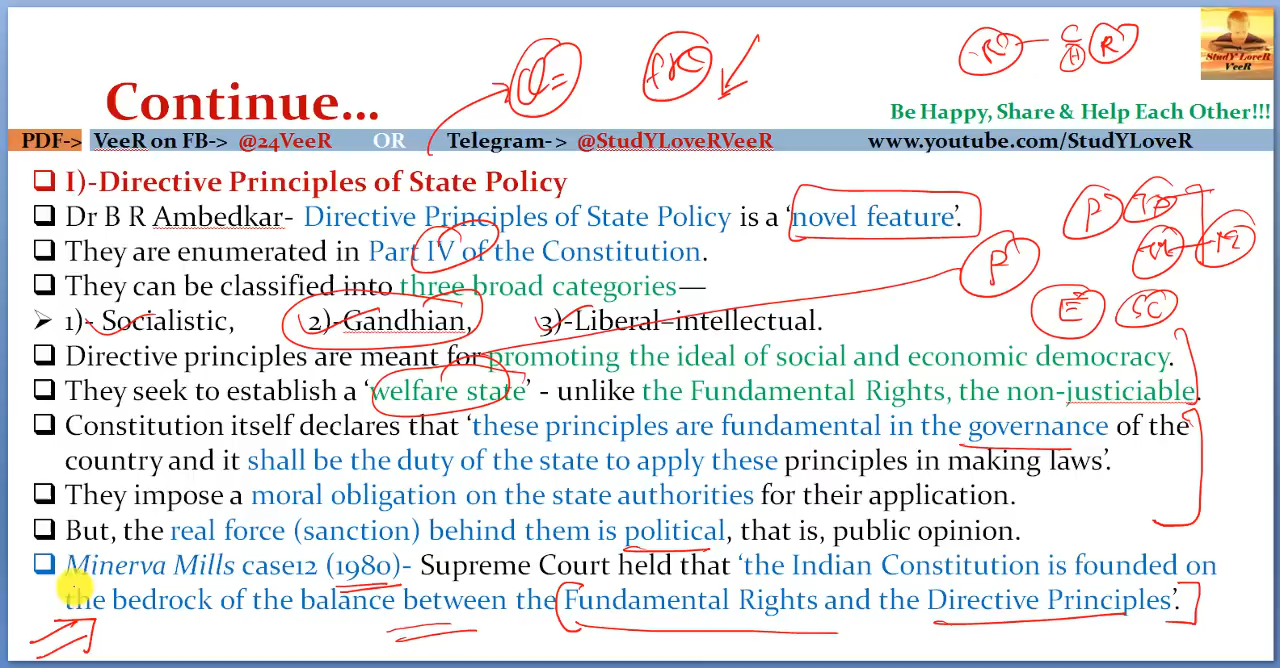 Continue...
StudY LoveR
VeeR
Be Happy, Share & Help Each Other!!!
PDF-> VeeR on FB-> @24VeeR OR Telegram-> @StudYLoveRVeeR www.youtube.com/StudYLoveR
❑ I)-Directive Principles of State Policy
❑ Dr B R Ambedkar- Directive Principles of State Policy is a ‘novel feature’.
❑ They are enumerated in Part IV of the Constitution.
❑ They can be classified into three broad categories—
➢ 1)- Socialistic, 2)-Gandhian, 3)-Liberal–intellectual.
❑ Directive principles are meant for promoting the ideal of social and economic democracy.
❑ They seek to establish a ‘welfare state’ - unlike the Fundamental Rights, the non-justiciable.
❑ Constitution itself declares that ‘these principles are fundamental in the governance of the
country and it shall be the duty of the state to apply these principles in making laws’.
❑ They impose a moral obligation on the state authorities for their application.
❑ But, the real force (sanction) behind them is political, that is, public opinion.
❑ Minerva Mills case12 (1980)- Supreme Court held that ‘the Indian Constitution is founded on
the bedrock of the balance between the Fundamental Rights and the Directive Principles’.